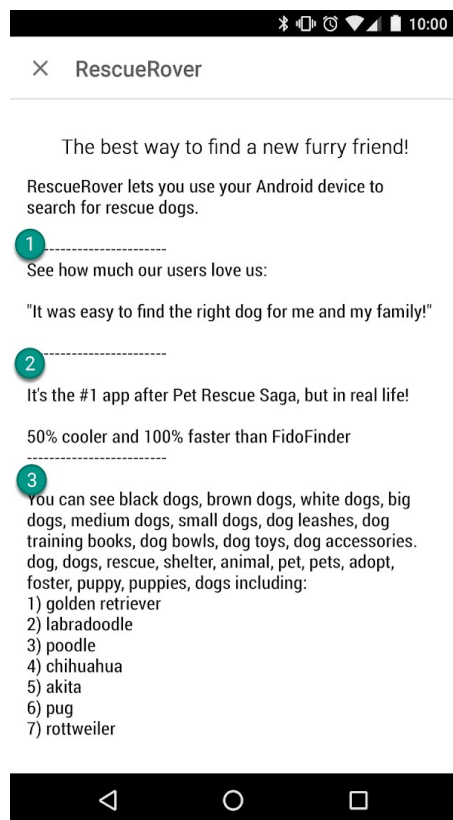 10:00
RescueRover
The best way to find a new furry friend!
RescueRover lets you use your Android device to
search for rescue dogs.
1 ----------------------
See how much our users love us:
"It was easy to find the right dog for me and my family!"
----------------------
2
It's the #1 app after Pet Rescue Saga, but in real life!
50% cooler and 100% faster than FidoFinder
-------------------------
3
You can see black dogs, brown dogs, white dogs, big
dogs, medium dogs, small dogs, dog leashes, dog
training books, dog bowls, dog toys, dog accessories.
dog, dogs, rescue, shelter, animal, pet, pets, adopt,
foster, puppy, puppies, dogs including:
1) golden retriever
2) labradoodle
3) poodle
4) chihuahua
5) akita
6) pug
7) rottweiler